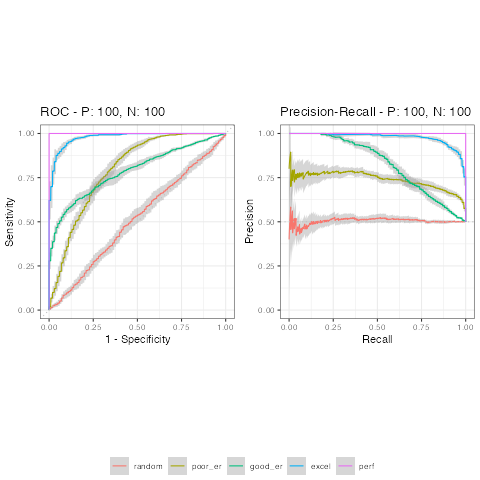 ROC - P: 100, N: 100
Precision-Recall - P: 100, N: 100
1.00
0.75
0.50
0.25
0.00
Sensitivity
0.00 0.25 0.50 0.75 1.00
1 - Specificity
1.00
0.75
0.50
0.25
0.00
Precision
0.00 0.25 0.50 0.75 1.00
Recall
random poor_er good_er excel perf